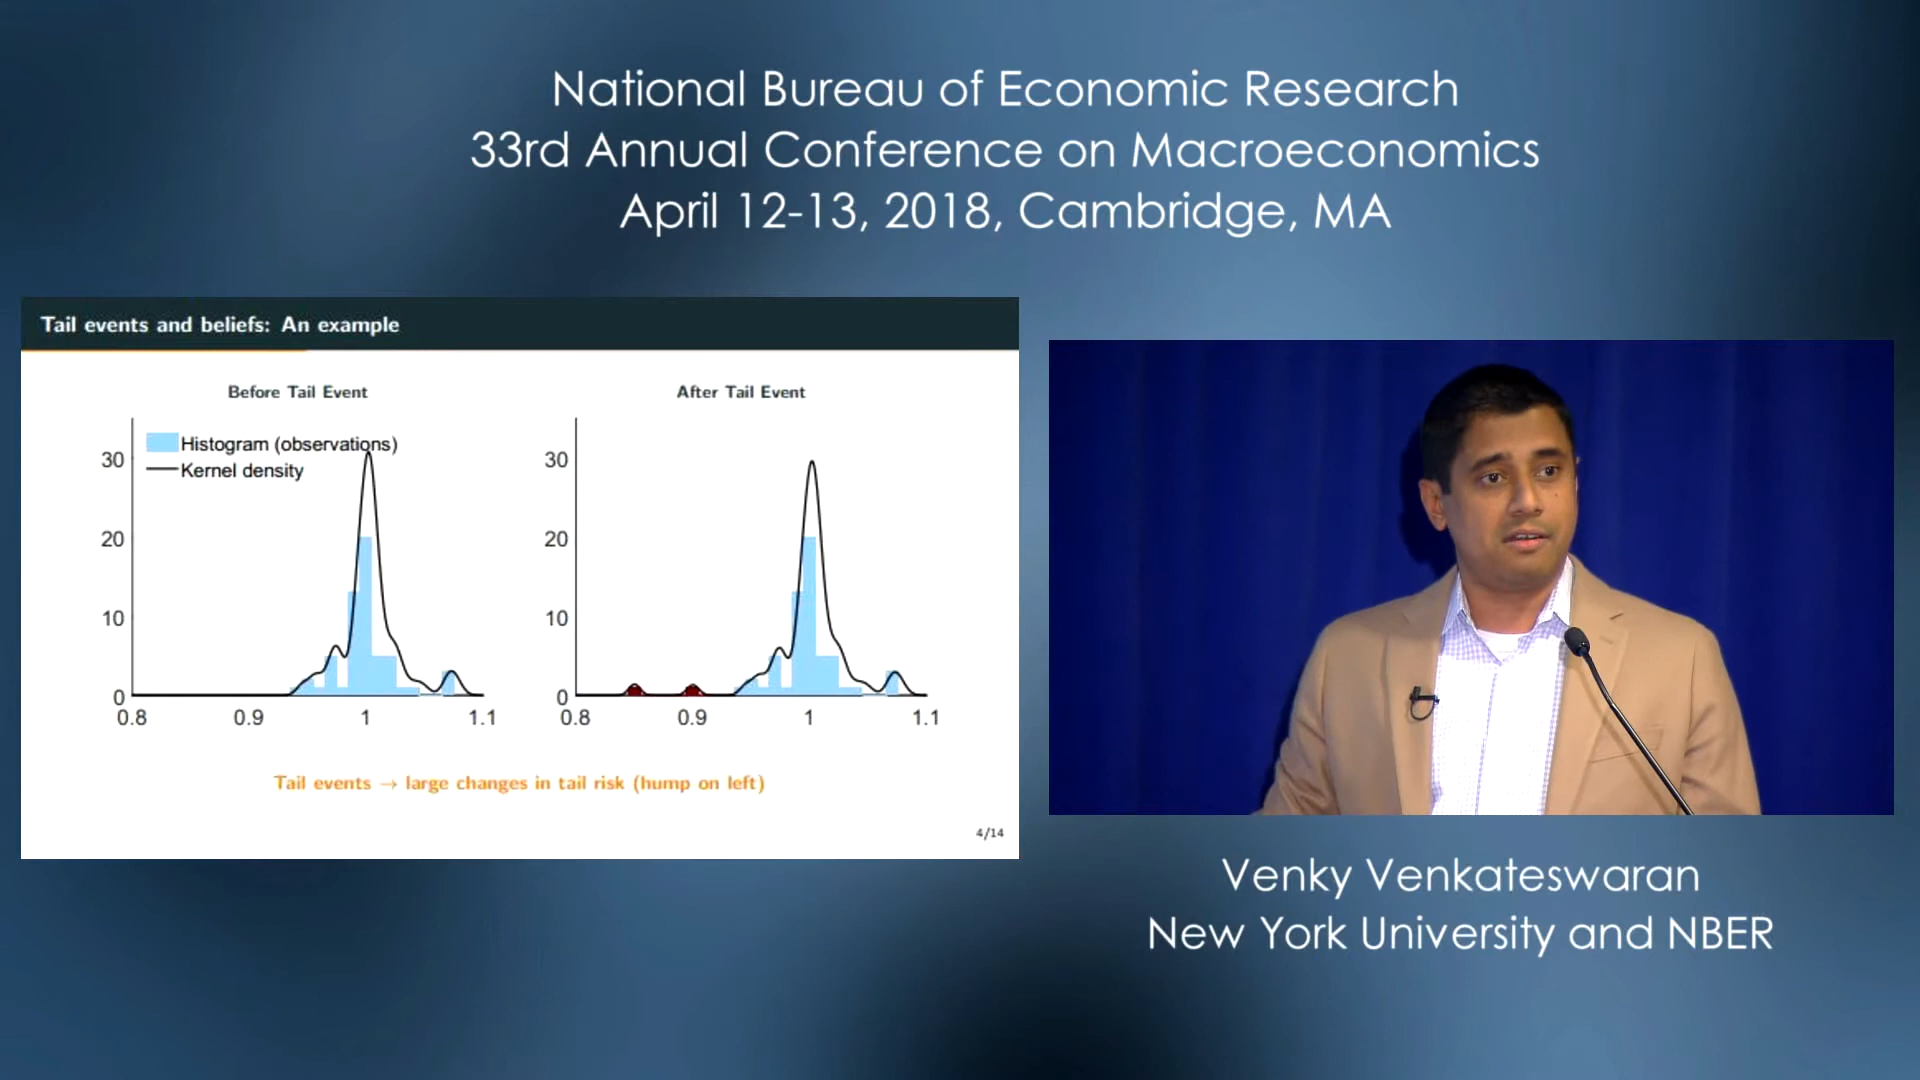 National Bureau of Economic Research
33rd Annual Conference on Macroeconomics
April 12-13, 2018, Cambridge, MA
Tail events and beliefs: An example
Before Tail Event
Histogram (observations)
Kernel density
30
20
10
0
0.8 0.9 1 1.1
After Tail Event
30
20
10
0
0.8 0.9 1 1.1
Tail events → large changes in tail risk (hump on left)
4/14
Venky Venkateswaran
New York University and NBER